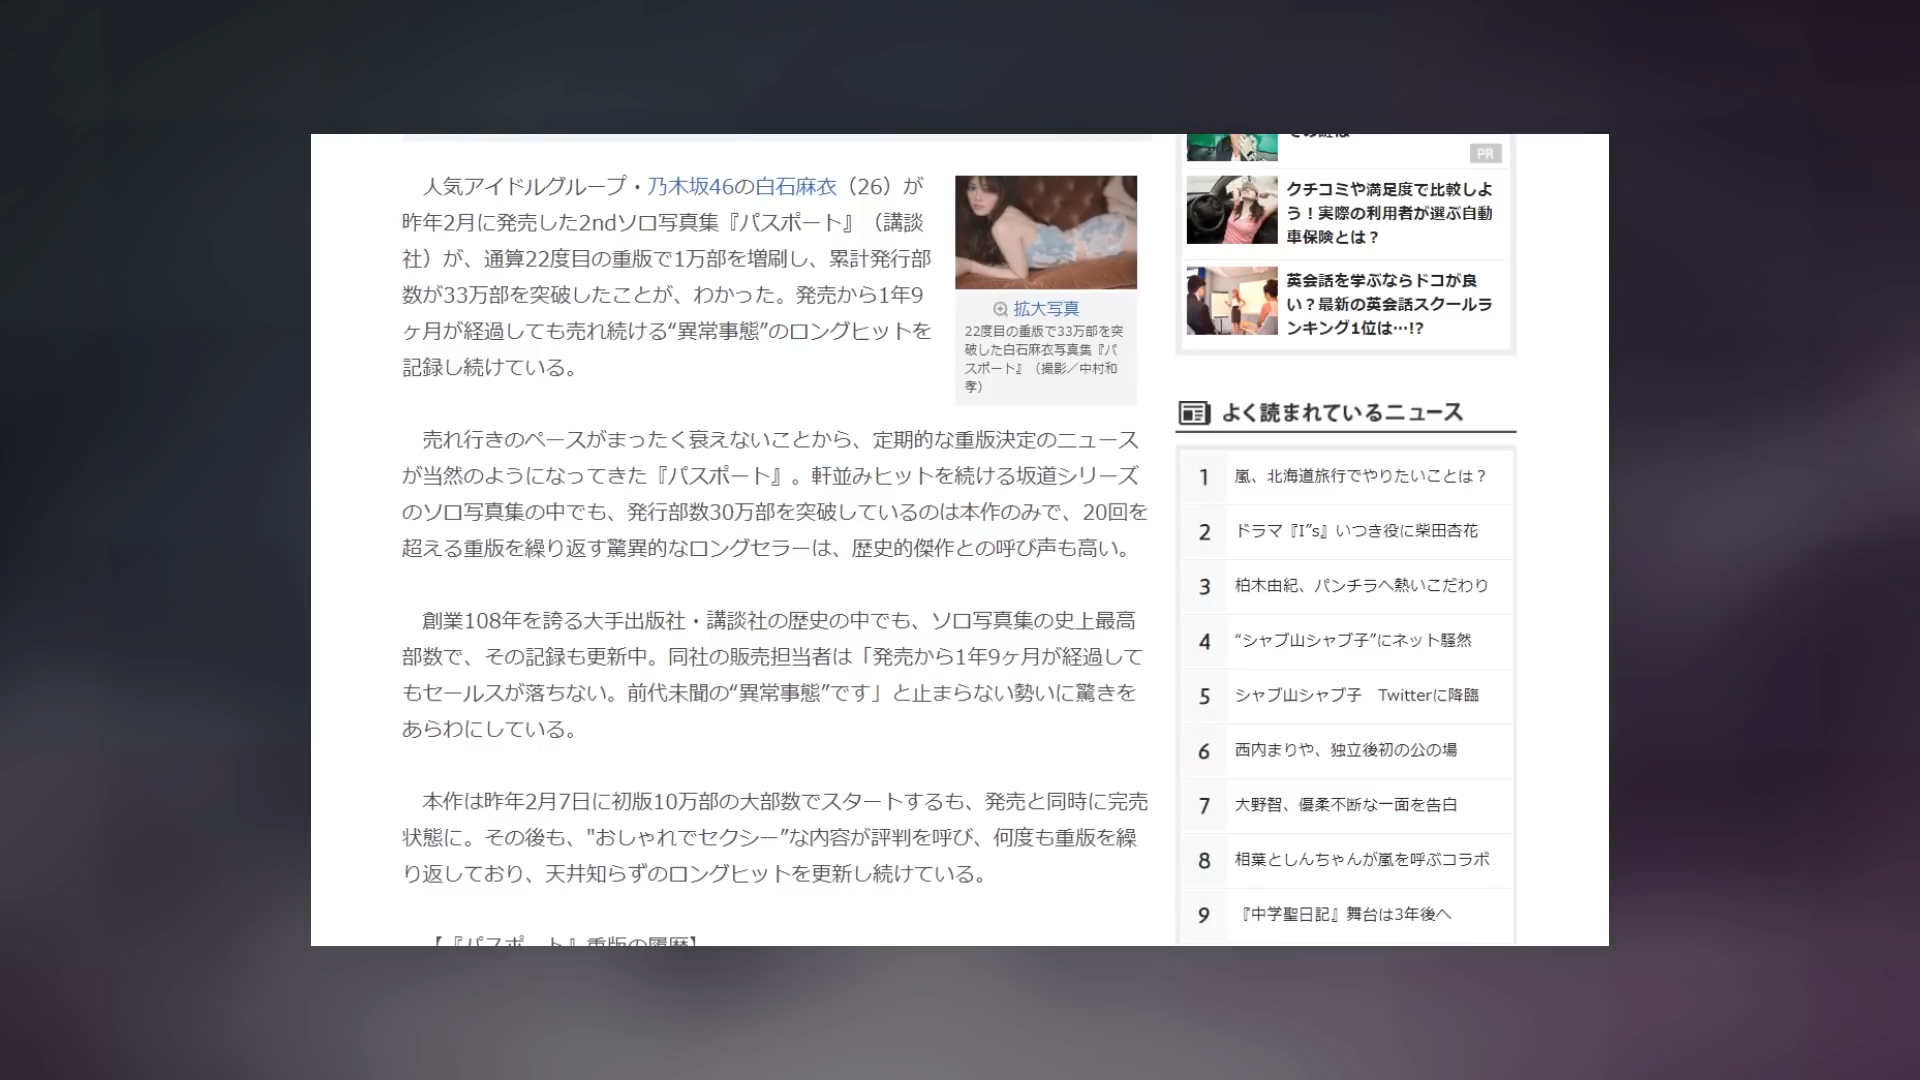 人気アイドルグループ・乃木坂46の白石麻衣（26）が
昨年2月に発売した2ndソロ写真集『パスポート』（講談
社）が、通算22度目の重版で1万部を増刷し、累計発行部
数が33万部を突破したことが、わかった。発売から1年9
ヶ月が経過しても売れ続ける“異常事態”のロングヒットを
記録し続けている。
拡大写真
22度目の重版で33万部を突
破した白石麻衣写真集『パ
スポート』（撮影／中村和
孝）
売れ行きのペースがまったく衰えないことから、定期的な重版決定のニュース
が当然のようになってきた『パスポート』。軒並みヒットを続ける坂道シリーズ
のソロ写真集の中でも、発行部数30万部を突破しているのは本作のみで、20回を
超える重版を繰り返す驚異的なロングセラーは、歴史的傑作との呼び声も高い。
創業108年を誇る大手出版社・講談社の歴史の中でも、ソロ写真集の史上最高
部数で、その記録も更新中。同社の販売担当者は「発売から1年9ヶ月が経過して
もセールスが落ちない。前代未聞の“異常事態”です」と止まらない勢いに驚きを
あらわにしている。
本作は昨年2月7日に初版10万部の大部数でスタートするも、発売と同時に完売
状態に。その後も、"おしゃれでセクシー”な内容が評判を呼び、何度も重版を繰
り返しており、天井知らずのロングヒットを更新し続けている。
【『パスポート』重版の履歴】
PR
クチコミや満足度で比較しよ
う！実際の利用者が選ぶ自動
車保険とは？
英会話を学ぶならドコが良
い？最新の英会話スクールラ
ンキング1位は…!?
よく読まれているニュース
1 嵐、北海道旅行でやりたいことは？
2 ドラマ『I”s』いつき役に柴田杏花
3 柏木由紀、パンチラへ熱いこだわり
4 “シャブ山シャブ子”にネット騒然
5 シャブ山シャブ子　Twitterに降臨
6 西内まりや、独立後初の公の場
7 大野智、優柔不断な一面を告白
8 相葉としんちゃんが嵐を呼ぶコラボ
9 『中学聖日記』舞台は3年後へ